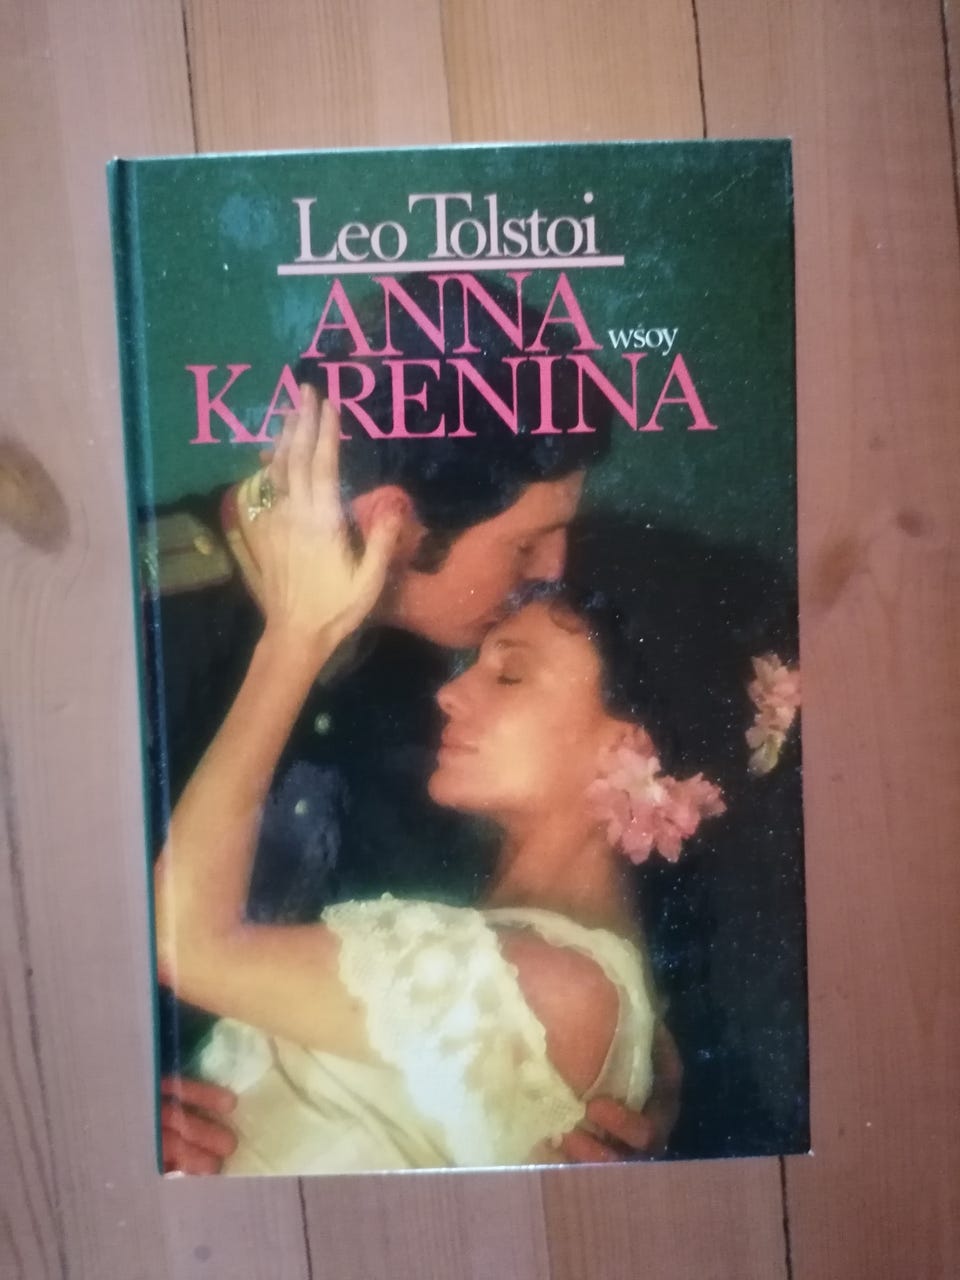 Leo Tolstoi
ANNA
wsoy
KARENINA